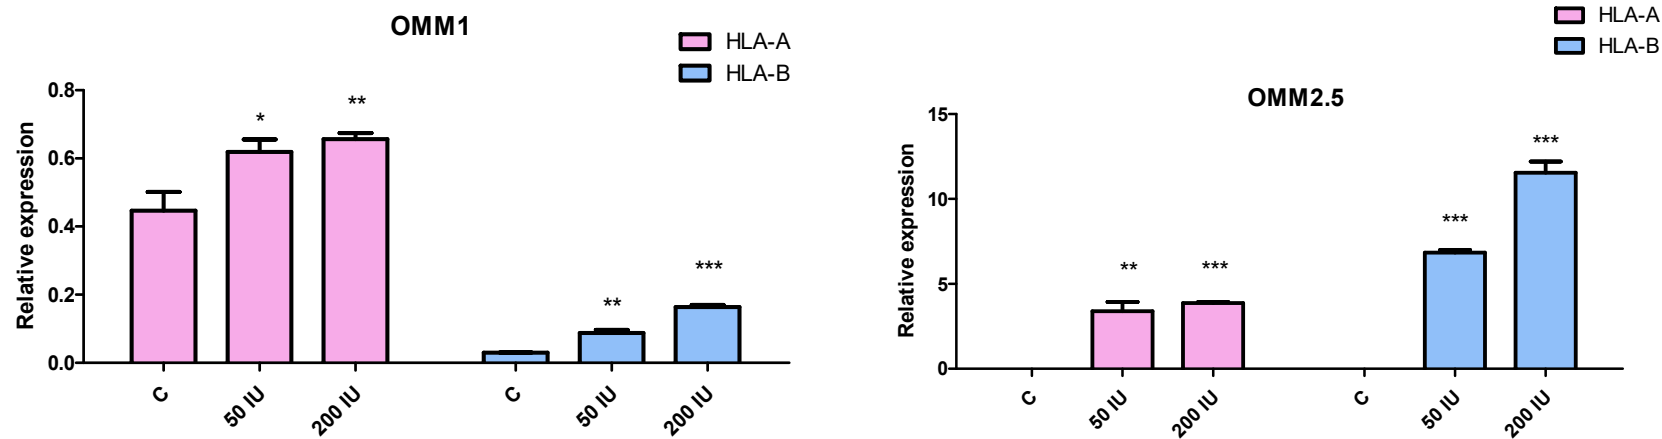 OMM1
HLA-A
HLA-B
Relative expression
0.8
0.6
0.4
0.2
0.0
*
**
**
***
C
50 IU
200 IU
C
50 IU
200 IU
HLA-A
HLA-B
OMM2.5
Relative expression
15
10
5
0
**
***
***
***
C
50 IU
200 IU
C
50 IU
200 IU